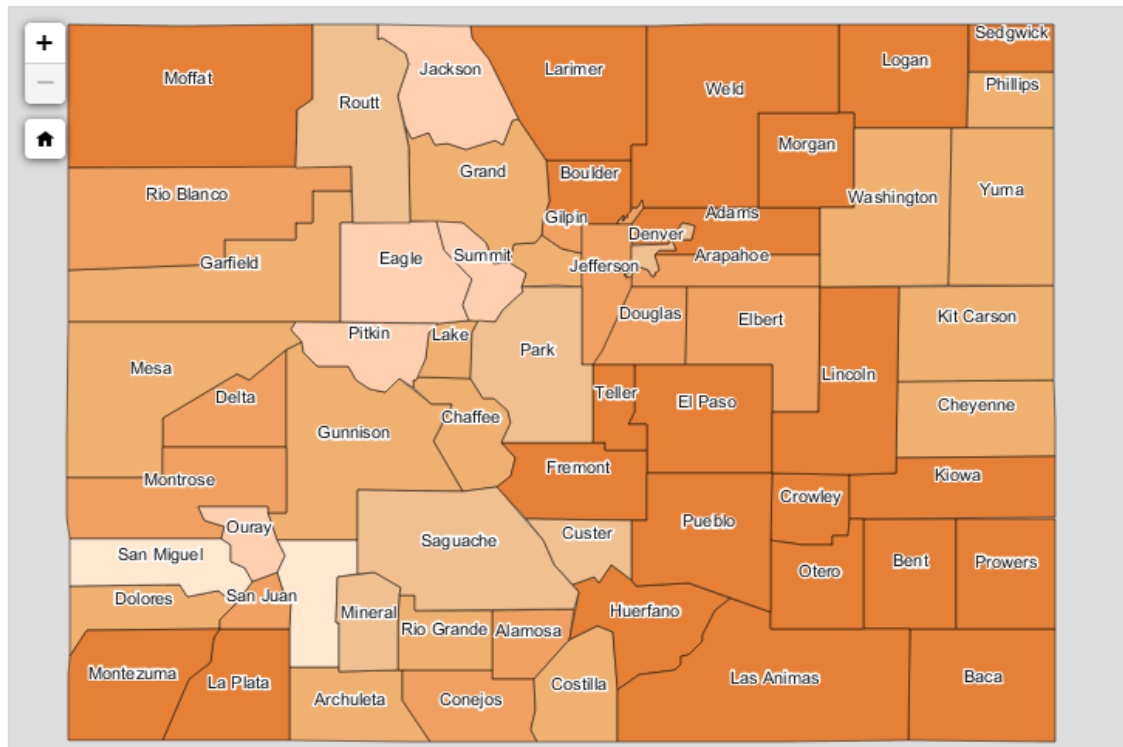 +
−
Moffat
Routt
Jackson
Larimer
Weld
Logan
Sedgwick
Phillips
Morgan
Rio Blanco
Grand
Boulder
Washington
Yuma
Gilpin
Adams
Denver
Garfield
Eagle
Summit
Jefferson
Arapahoe
Pitkin
Lake
Park
Douglas
Elbert
Kit Carson
Mesa
Delta
Gunnison
Chaffee
Teller
El Paso
Lincoln
Cheyenne
Montrose
Fremont
Kiowa
Crowley
Ouray
Saguache
Custer
Pueblo
San Miguel
Otero
Bent
Prowers
Dolores
San Juan
Mineral
Rio Grande
Alamosa
Huerfano
Montezuma
La Plata
Archuleta
Conejos
Costilla
Las Animas
Baca